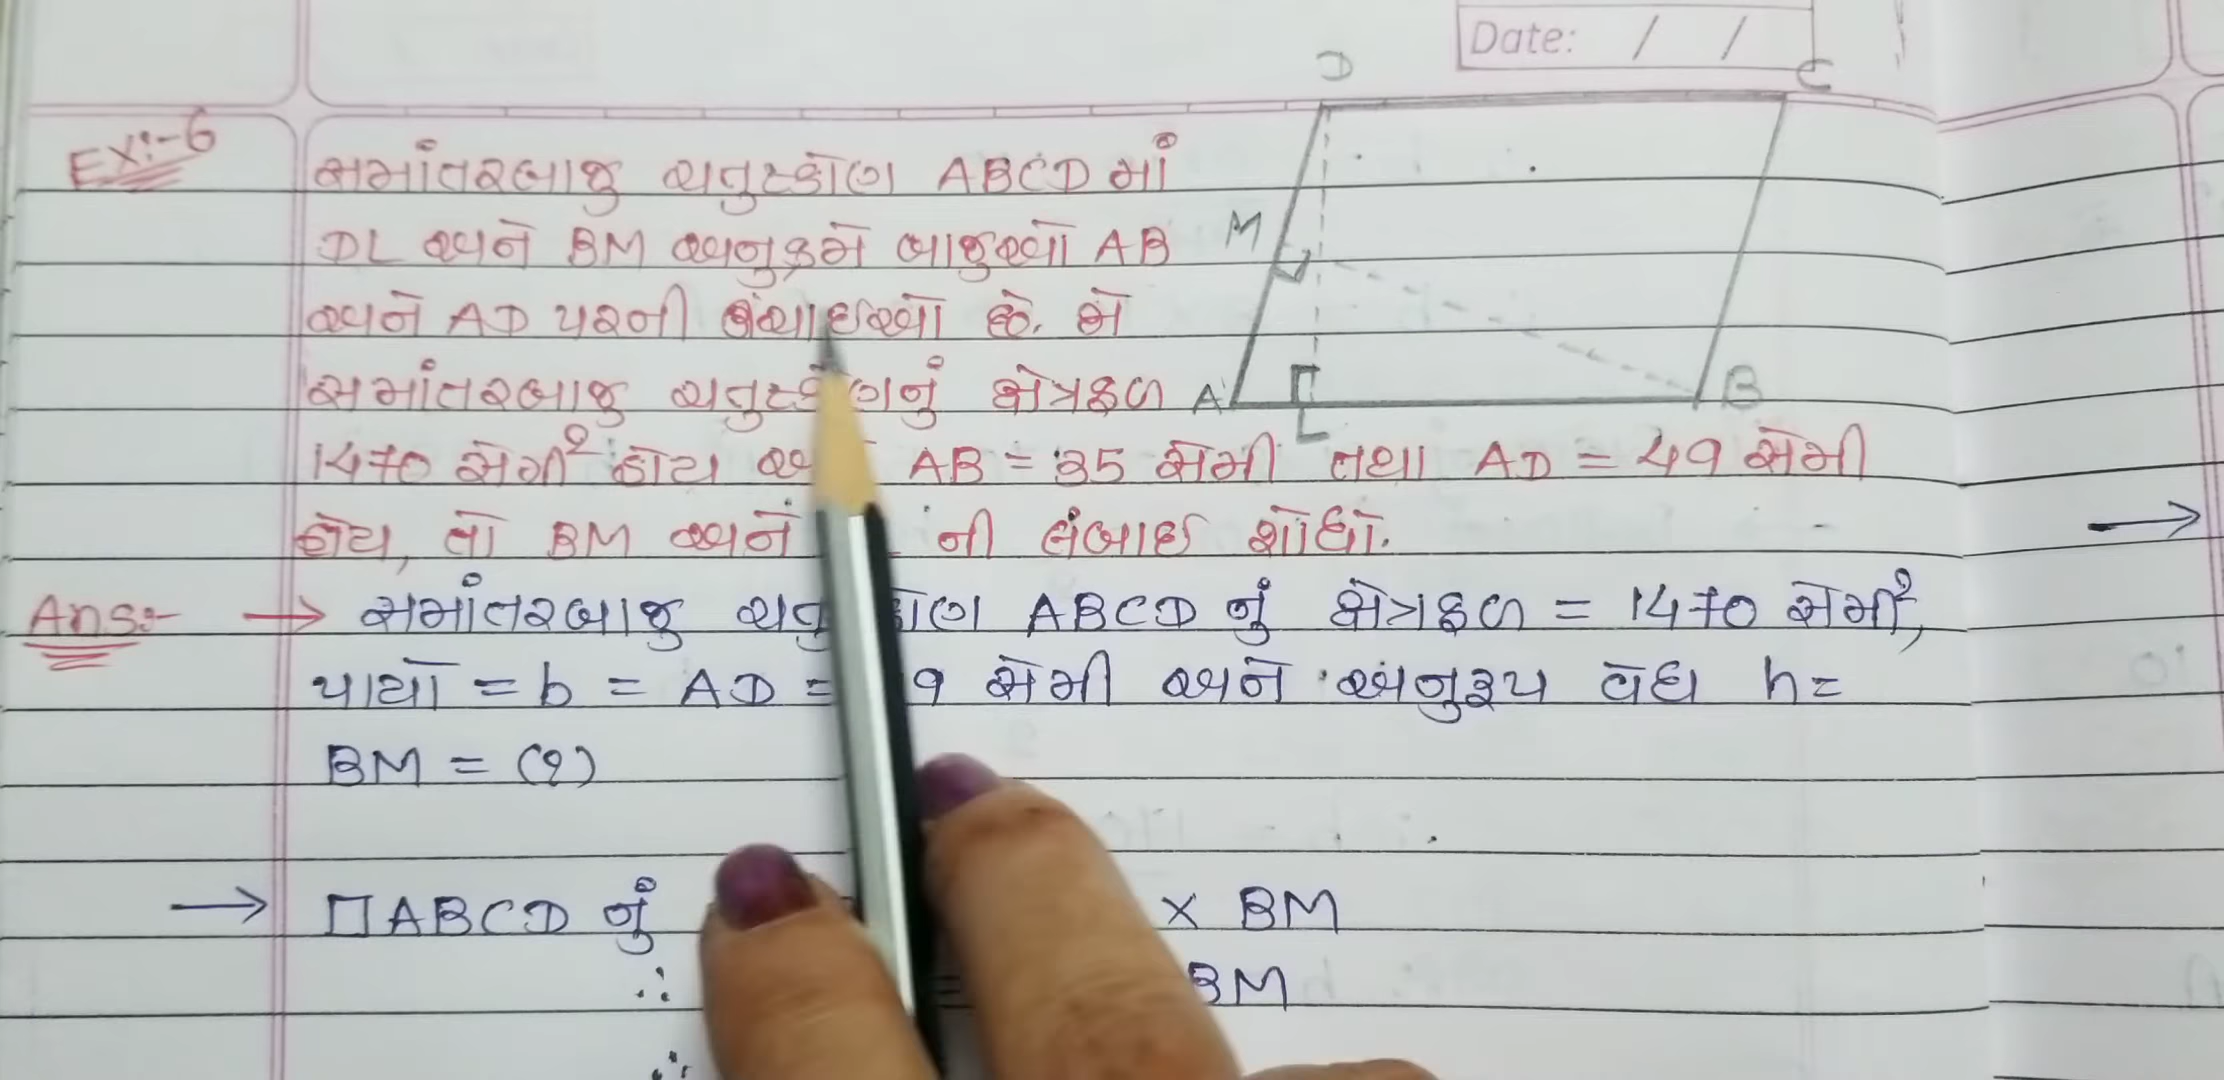 Date: / /
D
C
Ex:-6
સમાંતરબાજુ ચતુષ્કોણ ABCD માં
DL અને BM અનુક્રમે બાજુઓ AB
M
અને AD પરની ઊંચાઈઓ છે. જો
સમાંતરબાજુ ચતુષ્કોણનું ક્ષેત્રફળ
A
B
L
1470 સેમી² હોય AB = 35 સેમી તથા AD = 49 સેમી
હોય, તો BM અને ની લંબાઈ શોધો.
Ans:- → સમાંતરબાજુ ABCD નું ક્ષેત્રફળ = 1470 સેમી²,
પાયો = b = AD = 9 સેમી અને અનુરૂપ વેધ h =
BM = (?)
→ □ABCD નું × BM
∴ = BM
∴